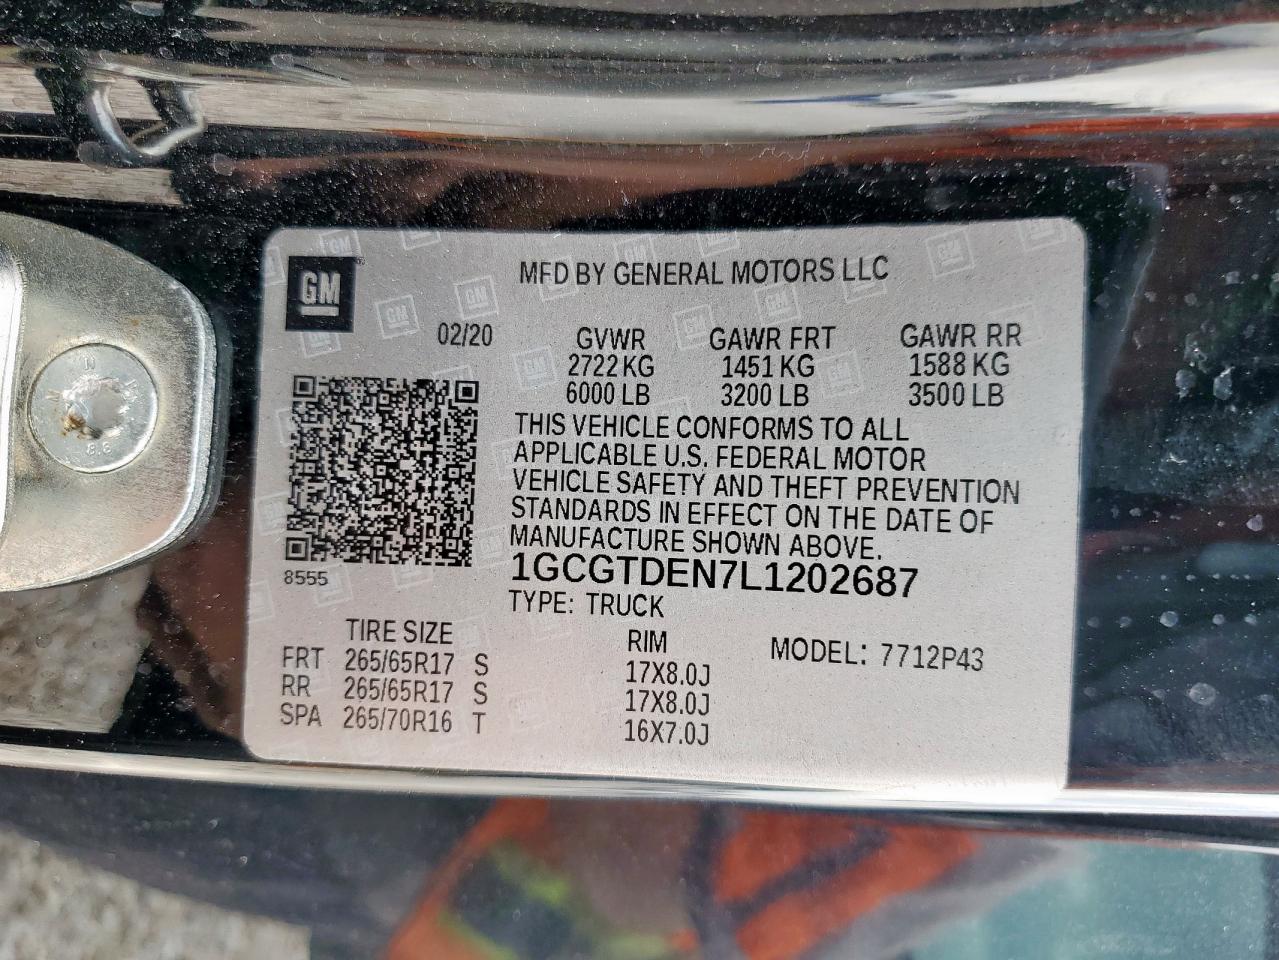 GM
MFD BY GENERAL MOTORS LLC
02/20 GVWR GAWR FRT GAWR RR
2722 KG 1451 KG 1588 KG
6000 LB 3200 LB 3500 LB
THIS VEHICLE CONFORMS TO ALL
APPLICABLE U.S. FEDERAL MOTOR
VEHICLE SAFETY AND THEFT PREVENTION
STANDARDS IN EFFECT ON THE DATE OF
MANUFACTURE SHOWN ABOVE.
8555 1GCGTDEN7L1202687
TYPE: TRUCK
TIRE SIZE RIM MODEL: 7712P43
FRT 265/65R17 S 17X8.0J
RR 265/65R17 S 17X8.0J
SPA 265/70R16 T 16X7.0J
8.8